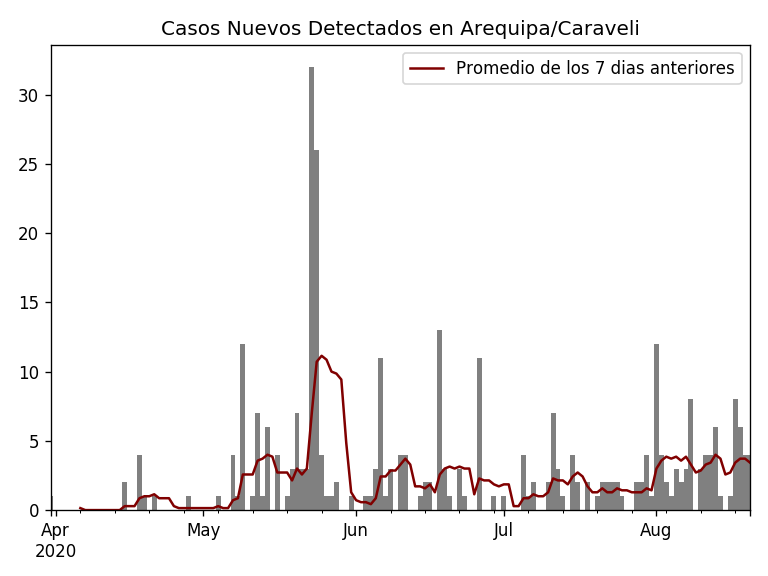 Casos Nuevos Detectados en Arequipa/Caraveli
Promedio de los 7 dias anteriores
30
25
20
15
10
5
0
Apr May Jun Jul Aug
2020